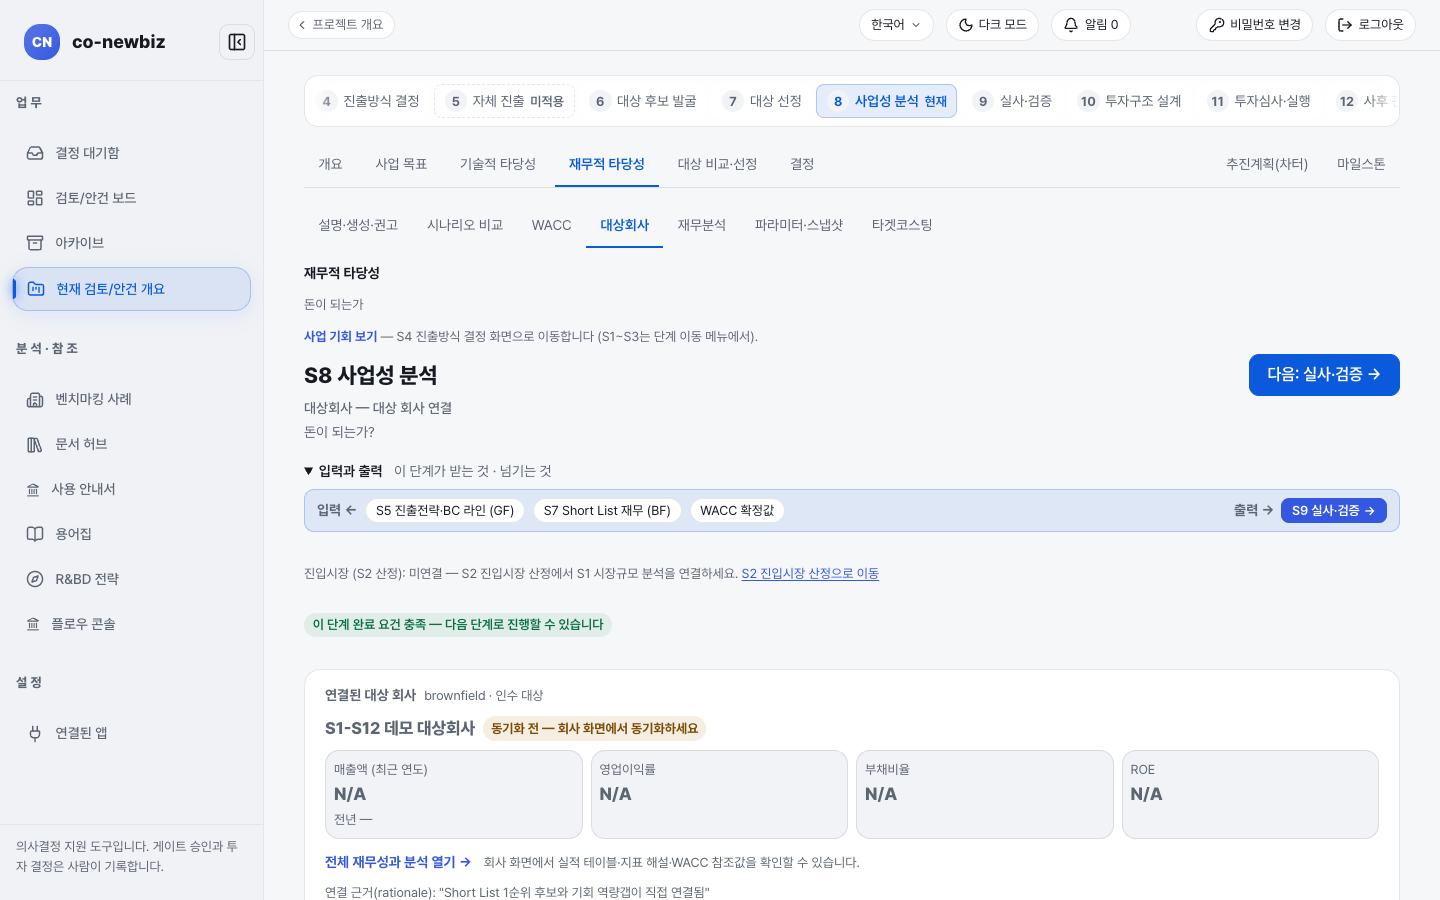 CN co-newbiz
프로젝트 개요
한국어
다크 모드
알림 0
비밀번호 변경
로그아웃
업무
결정 대기함
검토/안건 보드
아카이브
현재 검토/안건 개요
분석·참조
벤치마킹 사례
문서 허브
사용 안내서
용어집
R&BD 전략
플로우 콘솔
설정
연결된 앱
의사결정 지원 도구입니다. 게이트 승인과 투
자 결정은 사람이 기록합니다.
4 진출방식 결정
5 자체 진출 미적용
6 대상 후보 발굴
7 대상 선정
8 사업성 분석 현재
9 실사·검증
10 투자구조 설계
11 투자심사·실행
12 사후
개요 사업 목표 기술적 타당성 재무적 타당성 대상 비교·선정 결정 추진계획(차터) 마일스톤
설명·생성·권고 시나리오 비교 WACC 대상회사 재무분석 파라미터·스냅샷 타겟코스팅
재무적 타당성
돈이 되는가
사업 기회 보기 — S4 진출방식 결정 화면으로 이동합니다 (S1~S3는 단계 이동 메뉴에서).
S8 사업성 분석
다음: 실사·검증 →
대상회사 — 대상 회사 연결
돈이 되는가?
▼ 입력과 출력 이 단계가 받는 것 · 넘기는 것
입력 ← S5 진출전략·BC 라인 (GF) S7 Short List 재무 (BF) WACC 확정값 출력 → S9 실사·검증 →
진입시장 (S2 산정): 미연결 — S2 진입시장 산정에서 S1 시장규모 분석을 연결하세요. S2 진입시장 산정으로 이동
이 단계 완료 요건 충족 — 다음 단계로 진행할 수 있습니다
연결된 대상 회사 brownfield · 인수 대상
S1-S12 데모 대상회사 동기화 전 — 회사 화면에서 동기화하세요
매출액 (최근 연도)
N/A
전년 —
영업이익률
N/A
부채비율
N/A
ROE
N/A
전체 재무성과 분석 열기 → 회사 화면에서 실적 테이블·지표 해설·WACC 참조값을 확인할 수 있습니다.
연결 근거(rationale): "Short List 1순위 후보와 기회 역량갭이 직접 연결됨"